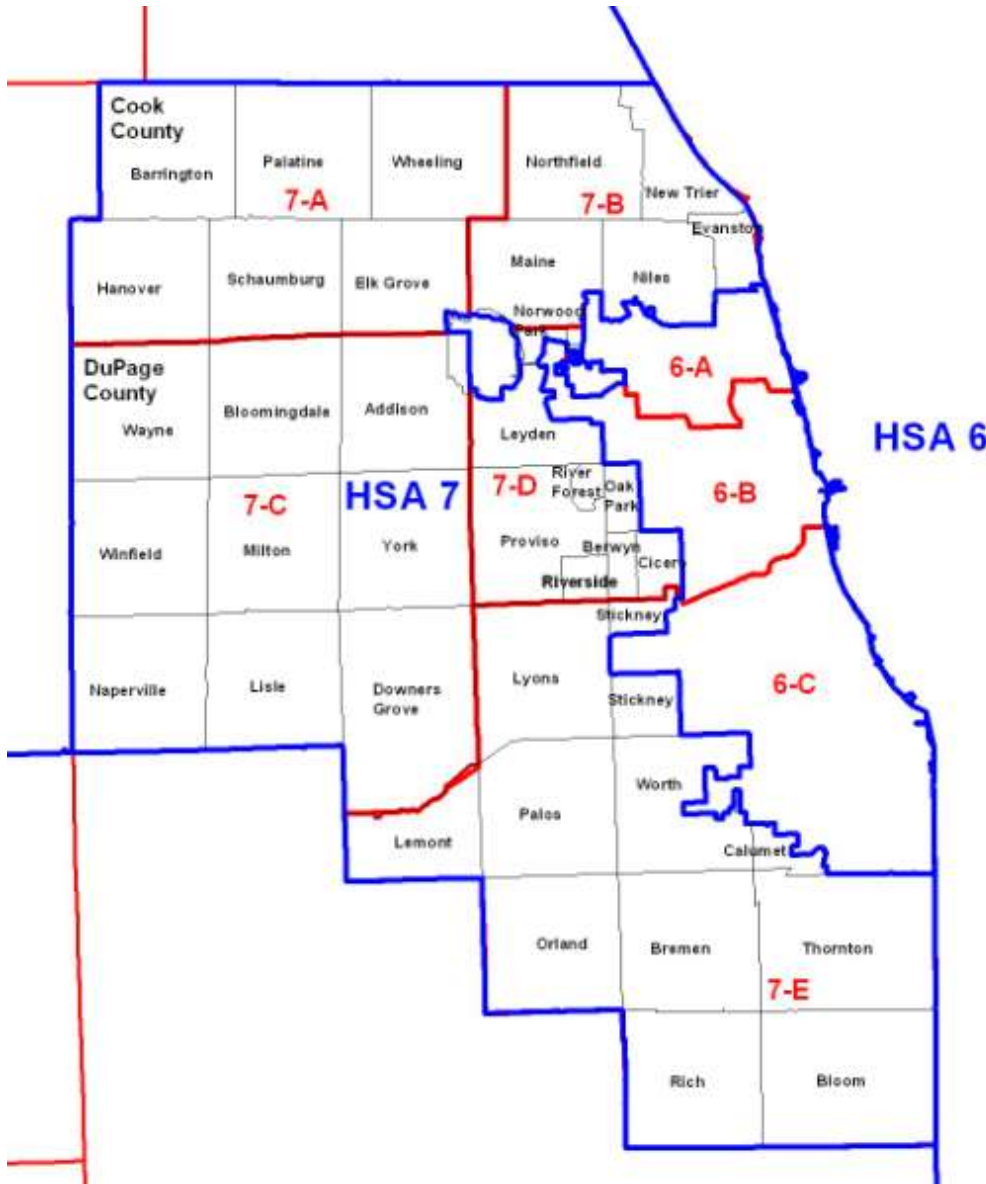 Cook
County
Barrington
Palatine
Wheeling
Northfield
7-A
7-B
New Trier
Evanston
Hanover
Schaumburg
Elk Grove
Maine
Niles
Norwood
Park
DuPage
County
Wayne
Bloomingdale
Addison
Leyden
6-A
HSA 6
7-C
HSA 7
7-D
River
Forest
Oak
Park
6-B
Winfield
Milton
York
Proviso
Berwyn
Cicero
Riverside
Stickney
Naperville
Lisle
Downers
Grove
Lyons
Stickney
6-C
Worth
Palos
Lemont
Calumet
Orland
Bremen
Thornton
7-E
Rich
Bloom